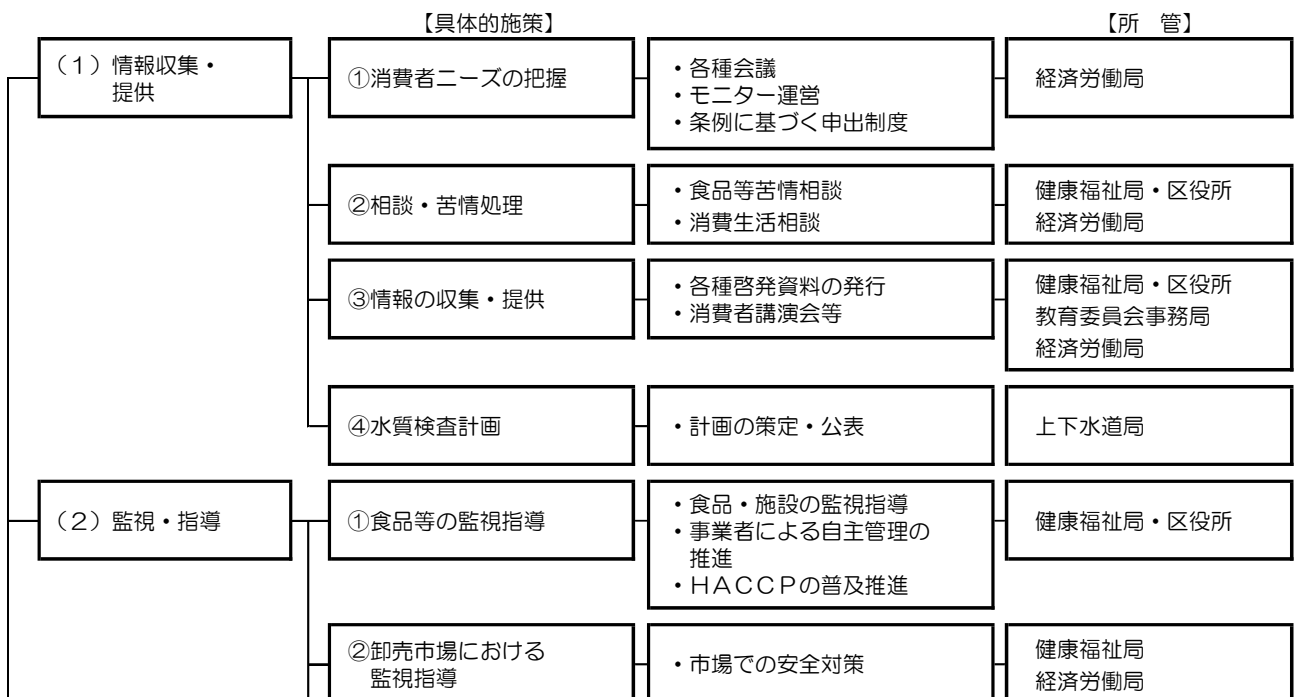 【具体的施策】
【所　管】
（１）情報収集・
提供
①消費者ニーズの把握
・各種会議
・モニター運営
・条例に基づく申出制度
経済労働局
②相談・苦情処理
・食品等苦情相談
・消費生活相談
健康福祉局・区役所
経済労働局
③情報の収集・提供
・各種啓発資料の発行
・消費者講演会等
健康福祉局・区役所
教育委員会事務局
経済労働局
④水質検査計画
・計画の策定・公表
上下水道局
（２）監視・指導
①食品等の監視指導
・食品・施設の監視指導
・事業者による自主管理の
推進
・ＨＡＣＣＰの普及推進
健康福祉局・区役所
②卸売市場における
監視指導
・市場での安全対策
健康福祉局
経済労働局